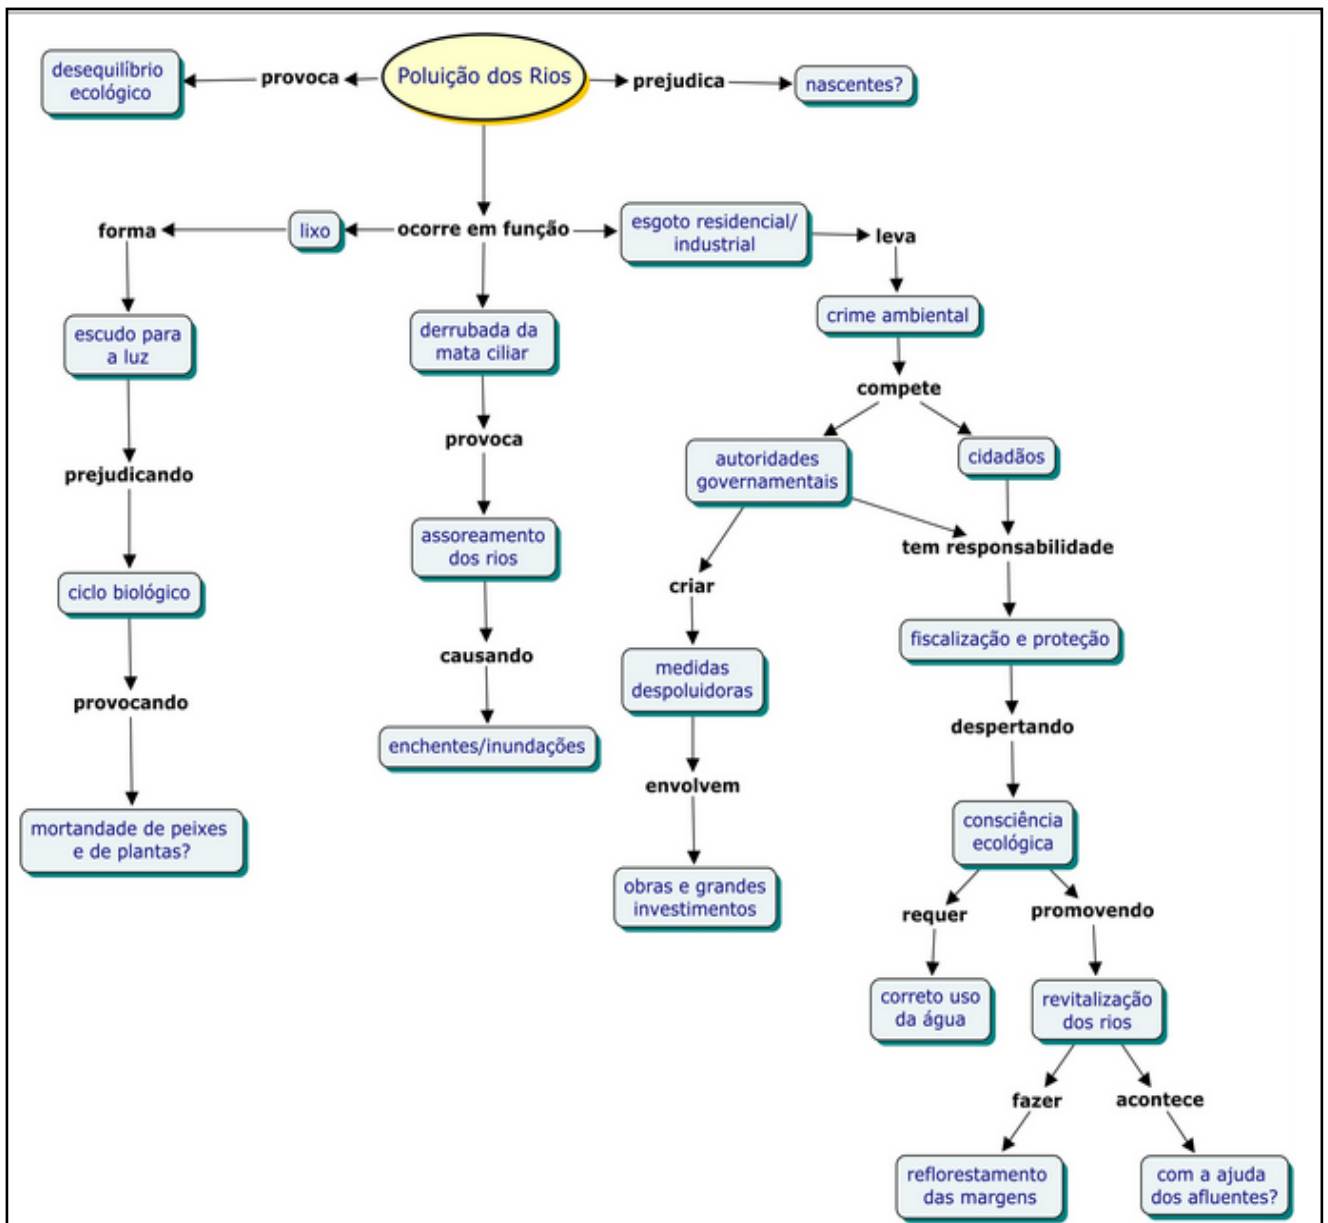 desequilíbrio
ecológico
provoca
Poluição dos Rios
prejudica
nascentes?
forma
lixo
ocorre em função
esgoto residencial/
industrial
leva
escudo para
a luz
derrubada da
mata ciliar
crime ambiental
compete
prejudicando
provoca
autoridades
governamentais
cidadãos
assoreamento
dos rios
tem responsabilidade
criar
ciclo biológico
causando
medidas
despoluidoras
fiscalização e proteção
provocando
enchentes/inundações
envolvem
despertando
mortandade de peixes
e de plantas?
obras e grandes
investimentos
consciência
ecológica
requer
promovendo
correto uso
da água
revitalização
dos rios
fazer
acontece
reflorestamento
das margens
com a ajuda
dos afluentes?